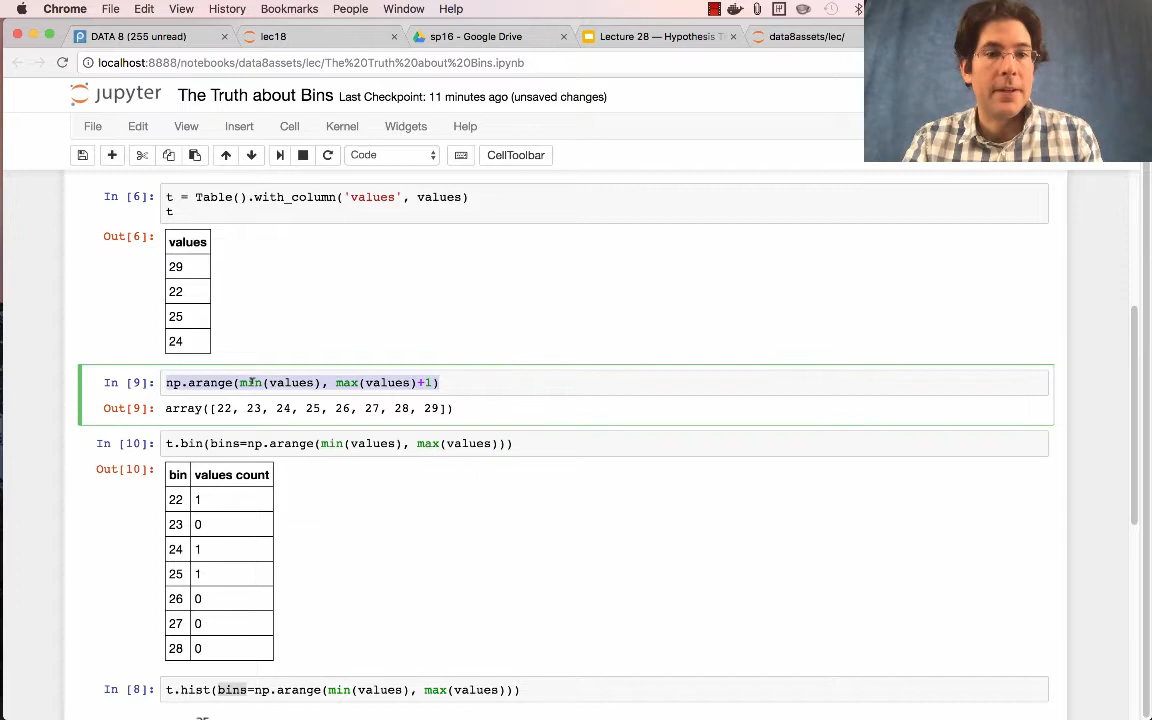 Chrome File Edit View History Bookmarks People Window Help
DATA 8 (255 unread) lec18 sp16 - Google Drive Lecture 28 — Hypothesis T data8assets/lec/
localhost:8888/notebooks/data8assets/lec/The%20Truth%20about%20Bins.ipynb
jupyter The Truth about Bins Last Checkpoint: 11 minutes ago (unsaved changes)
File Edit View Insert Cell Kernel Widgets Help
Code CellToolbar
In [6]: t = Table().with_column('values', values)
t
Out[6]: values
29
22
25
24
In [9]: np.arange(min(values), max(values)+1)
Out[9]: array([22, 23, 24, 25, 26, 27, 28, 29])
In [10]: t.bin(bins=np.arange(min(values), max(values)))
Out[10]: bin values count
22 1
23 0
24 1
25 1
26 0
27 0
28 0
In [8]: t.hist(bins=np.arange(min(values), max(values)))